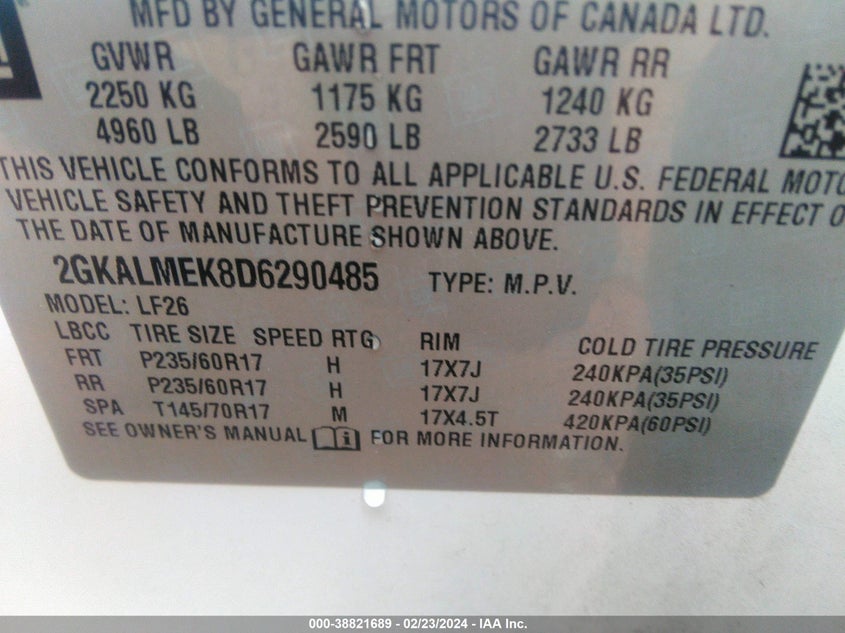 MFD BY GENERAL MOTORS OF CANADA LTD.
GVWR GAWR FRT GAWR RR
2250 KG 1175 KG 1240 KG
4960 LB 2590 LB 2733 LB
THIS VEHICLE CONFORMS TO ALL APPLICABLE U.S. FEDERAL MOTO
VEHICLE SAFETY AND THEFT PREVENTION STANDARDS IN EFFECT O
THE DATE OF MANUFACTURE SHOWN ABOVE.
2GKALMEK8D6290485 TYPE: M.P.V.
MODEL: LF26
LBCC TIRE SIZE SPEED RTG RIM COLD TIRE PRESSURE
FRT P235/60R17 H 17X7J 240KPA(35PSI)
RR P235/60R17 H 17X7J 240KPA(35PSI)
SPA T145/70R17 M 17X4.5T 420KPA(60PSI)
SEE OWNER'S MANUAL FOR MORE INFORMATION.
000-38821689 - 02/23/2024 - IAA Inc.